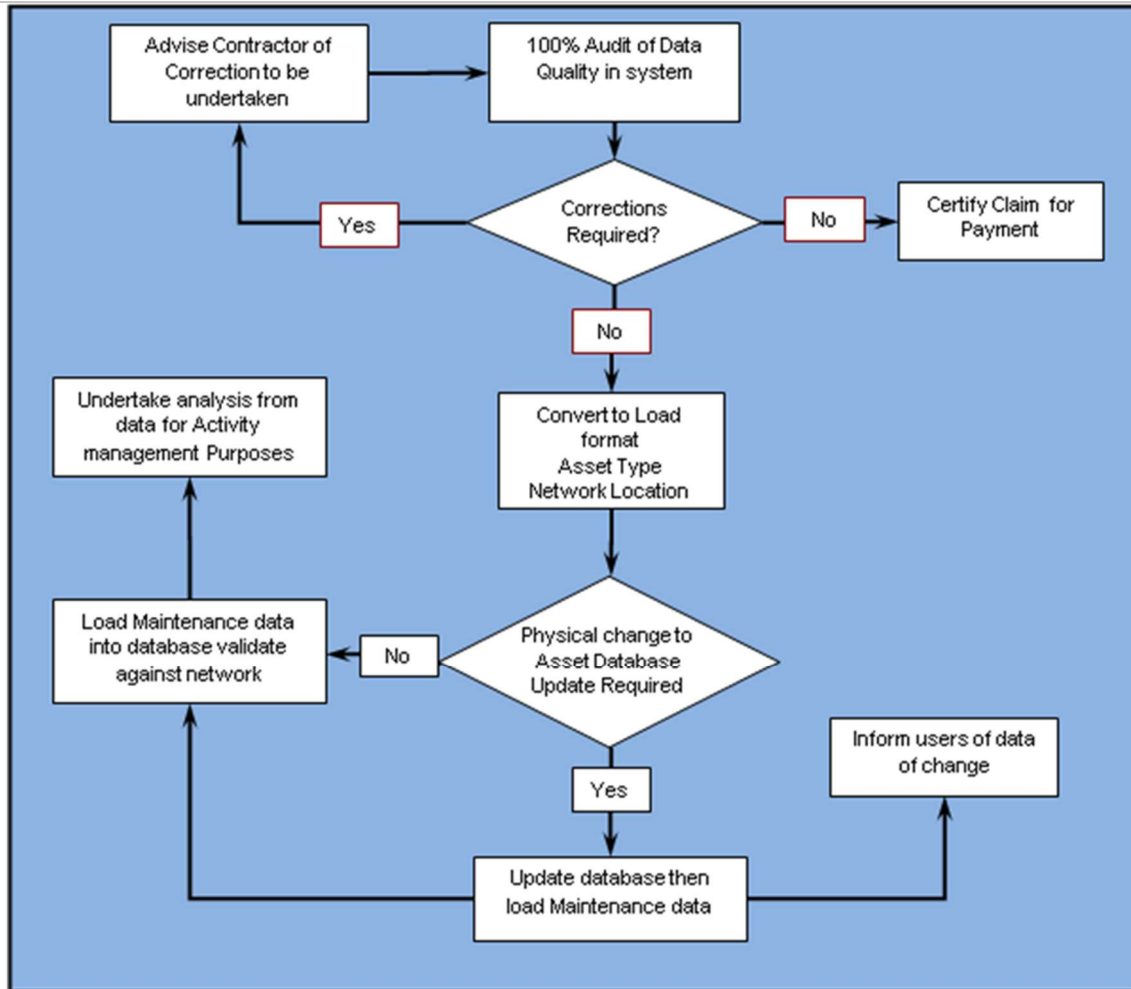 Advise Contractor of
Correction to be
undertaken
100% Audit of Data
Quality in system
Corrections
Required?
Yes
No
Certify Claim for
Payment
No
Convert to Load
format
Asset Type
Network Location
Undertake analysis from
data for Activity
management Purposes
Physical change to
Asset Database
Update Required
No
Load Maintenance data
into database validate
against network
Yes
Inform users of data
of change
Update database then
load Maintenance data